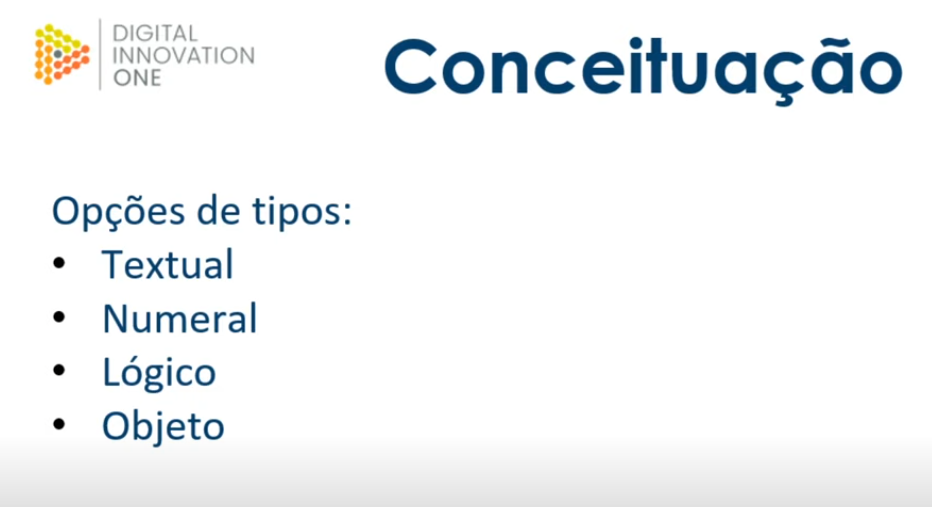 DIGITAL
INNOVATION
ONE
Conceituação
Opções de tipos:
• Textual
• Numeral
• Lógico
• Objeto